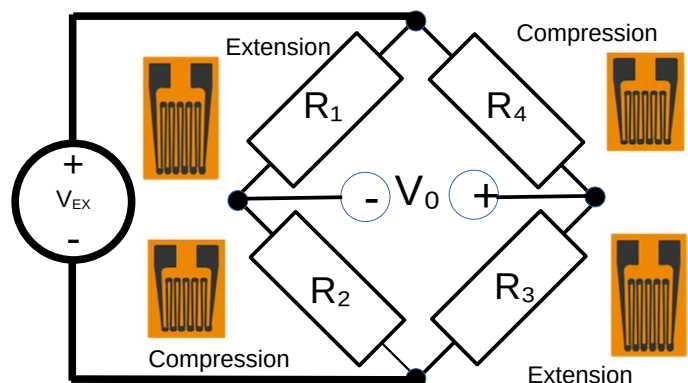 Extension
Compression
R1
R4
+
VEX
-
- V0 +
R2
R3
Compression
Extension